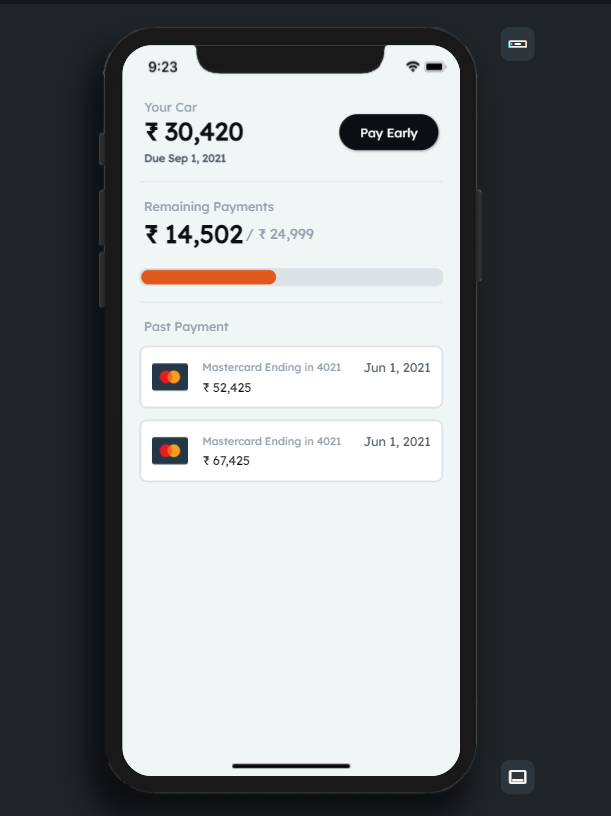 9:23
Your Car
₹ 30,420
Pay Early
Due Sep 1, 2021
Remaining Payments
₹ 14,502 / ₹ 24,999
Past Payment
Mastercard Ending in 4021 Jun 1, 2021
₹ 52,425
Mastercard Ending in 4021 Jun 1, 2021
₹ 67,425